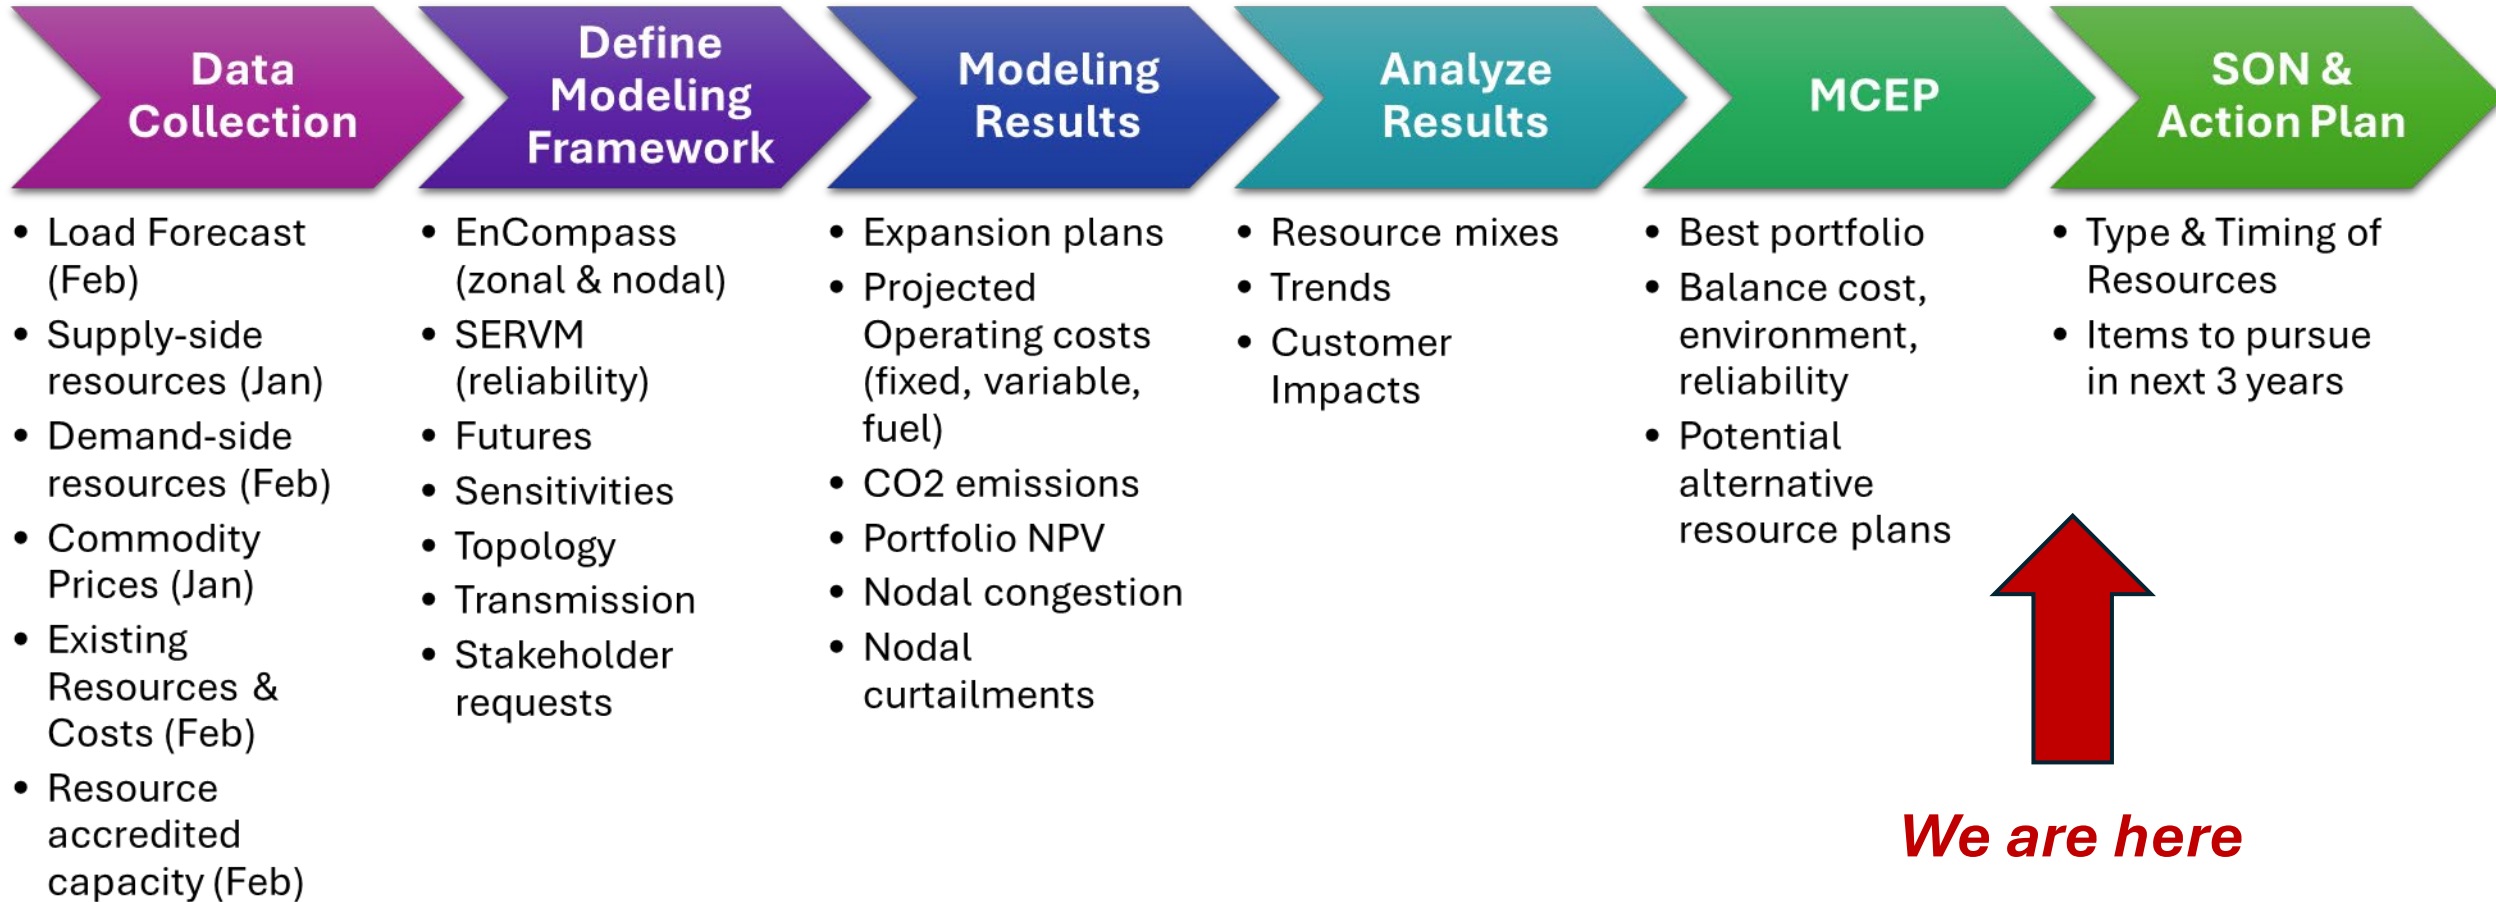 Data
Collection
Define
Modeling
Framework
Modeling
Results
Analyze
Results
MCEP
SON &
Action Plan
• Load Forecast
(Feb)
• Supply-side
resources (Jan)
• Demand-side
resources (Feb)
• Commodity
Prices (Jan)
• Existing
Resources &
Costs (Feb)
• Resource
accredited
capacity (Feb)
• EnCompass
(zonal & nodal)
• SERVM
(reliability)
• Futures
• Sensitivities
• Topology
• Transmission
• Stakeholder
requests
• Expansion plans
• Projected
Operating costs
(fixed, variable,
fuel)
• CO2 emissions
• Portfolio NPV
• Nodal congestion
• Nodal
curtailments
• Resource mixes
• Trends
• Customer
Impacts
• Best portfolio
• Balance cost,
environment,
reliability
• Potential
alternative
resource plans
• Type & Timing of
Resources
• Items to pursue
in next 3 years
We are here